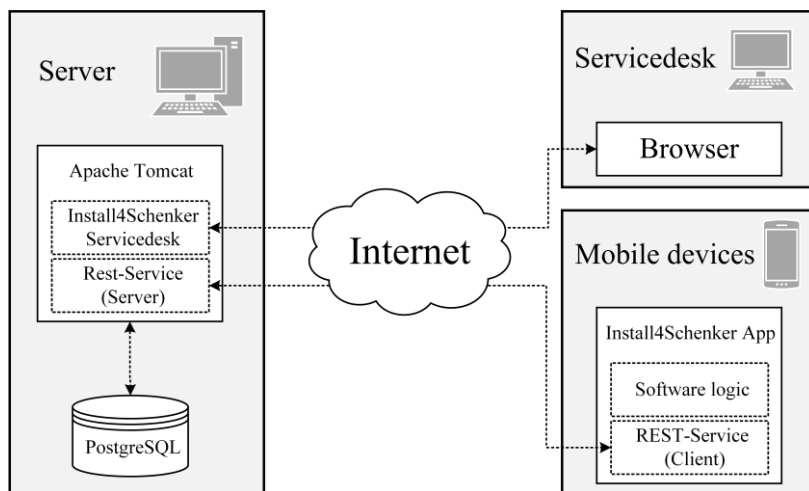 Server
Apache Tomcat
Install4Schenker
Servicedesk
Rest-Service
(Server)
PostgreSQL
Internet
Servicedesk
Browser
Mobile devices
Install4Schenker App
Software logic
REST-Service
(Client)